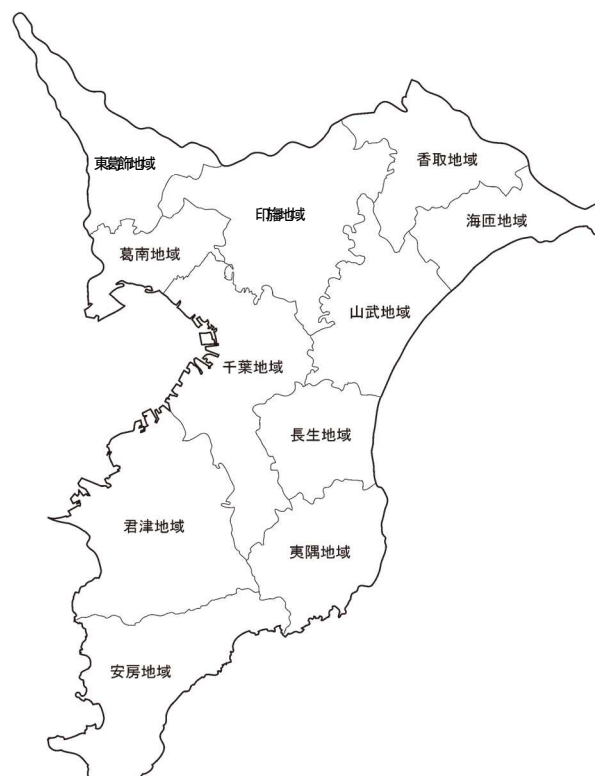 東葛飾地域
香取地域
印旛地域
海匝地域
葛南地域
山武地域
千葉地域
長生地域
君津地域
夷隅地域
安房地域